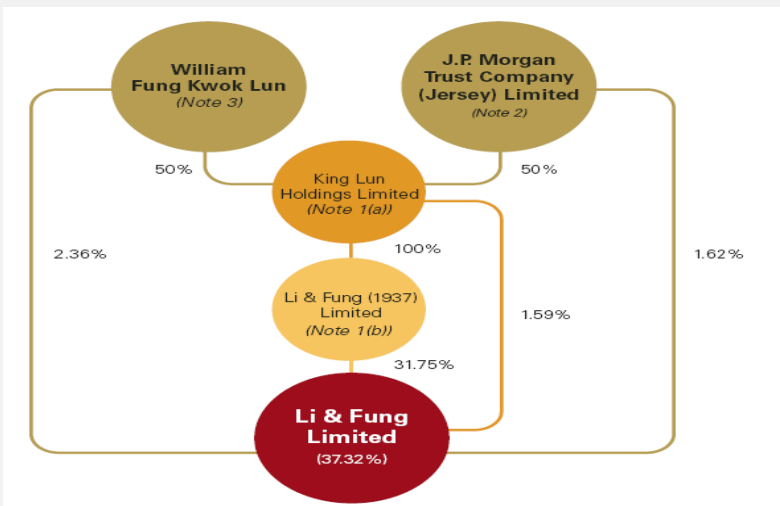 William
Fung Kwok Lun
(Note 3)
J.P. Morgan
Trust Company
(Jersey) Limited
(Note 2)
50%
50%
King Lun
Holdings Limited
(Note 1(a))
2.36%
100%
1.62%
Li & Fung (1937)
Limited
(Note 1(b))
1.59%
31.75%
Li & Fung
Limited
(37.32%)